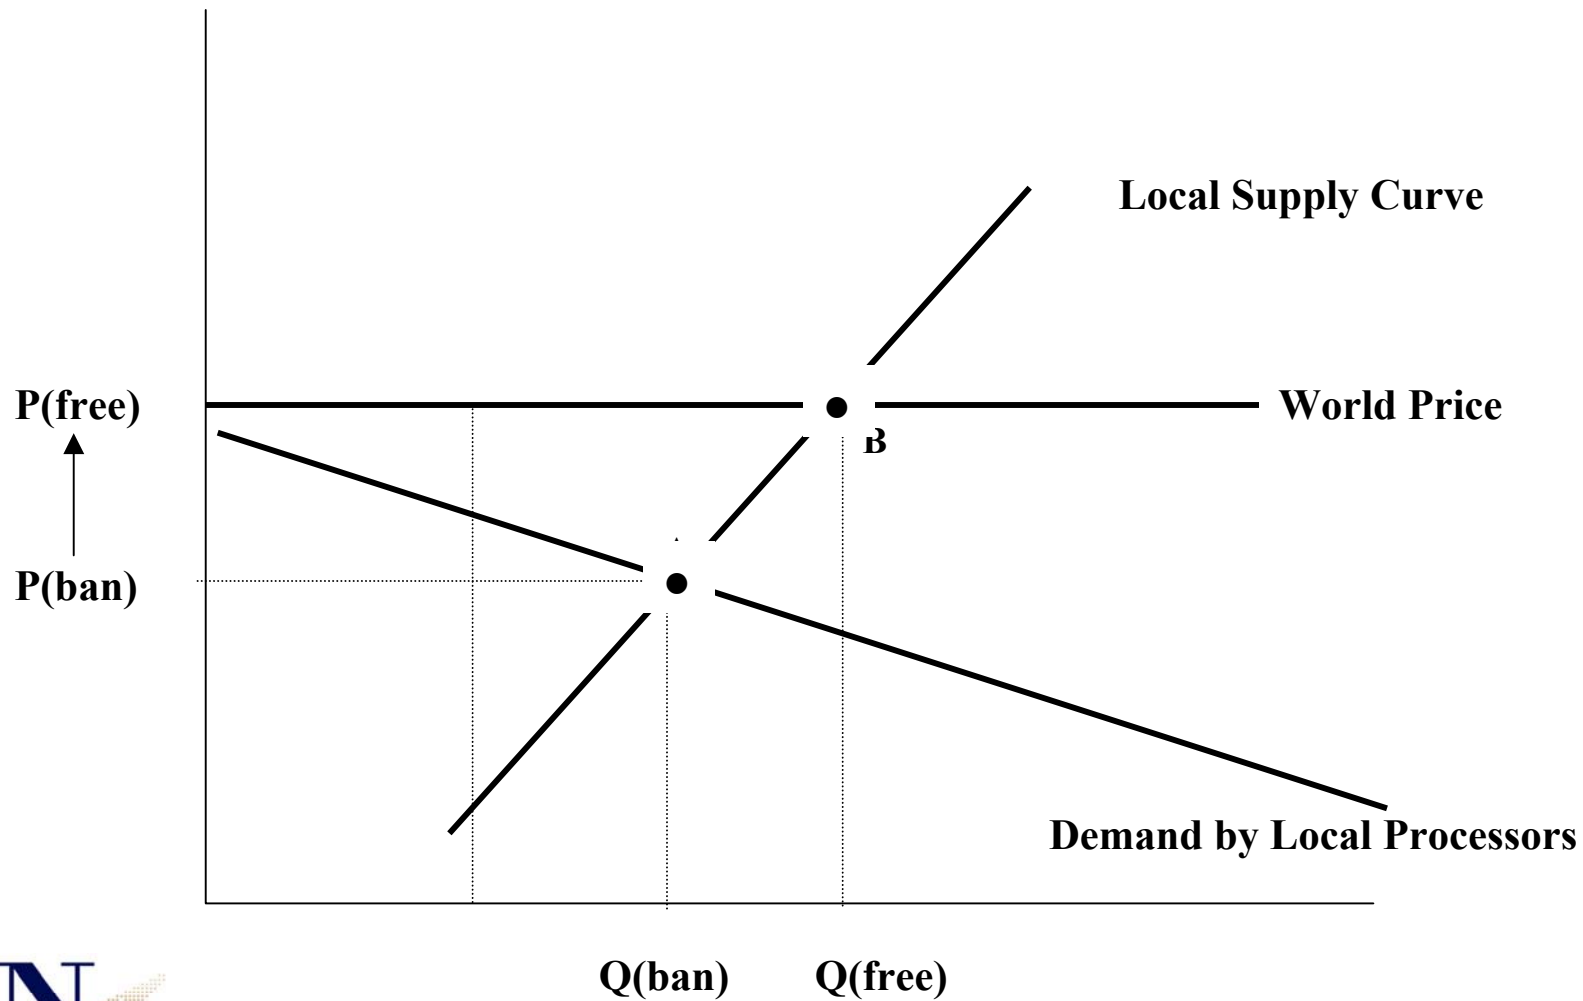 Local Supply Curve
P(free)
World Price
B
P(ban)
Demand by Local Processors
Q(ban) Q(free)
N